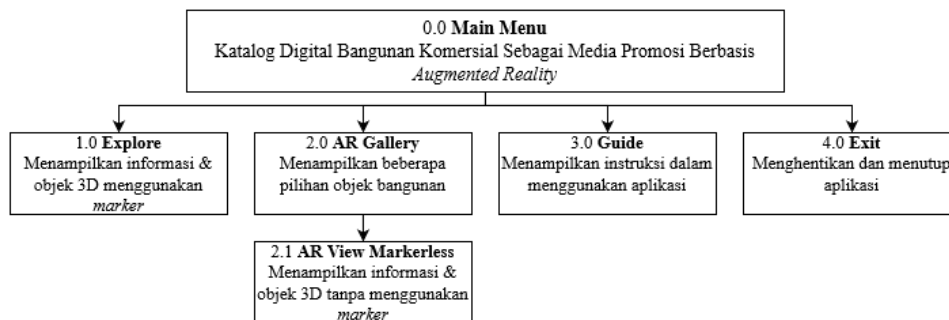 0.0 Main Menu
Katalog Digital Bangunan Komersial Sebagai Media Promosi Berbasis
Augmented Reality
1.0 Explore
Menampilkan informasi &
objek 3D menggunakan
marker
2.0 AR Gallery
Menampilkan beberapa
pilihan objek bangunan
3.0 Guide
Menampilkan instruksi dalam
menggunakan aplikasi
4.0 Exit
Menghentikan dan menutup
aplikasi
2.1 AR View Markerless
Menampilkan informasi &
objek 3D tanpa menggunakan
marker